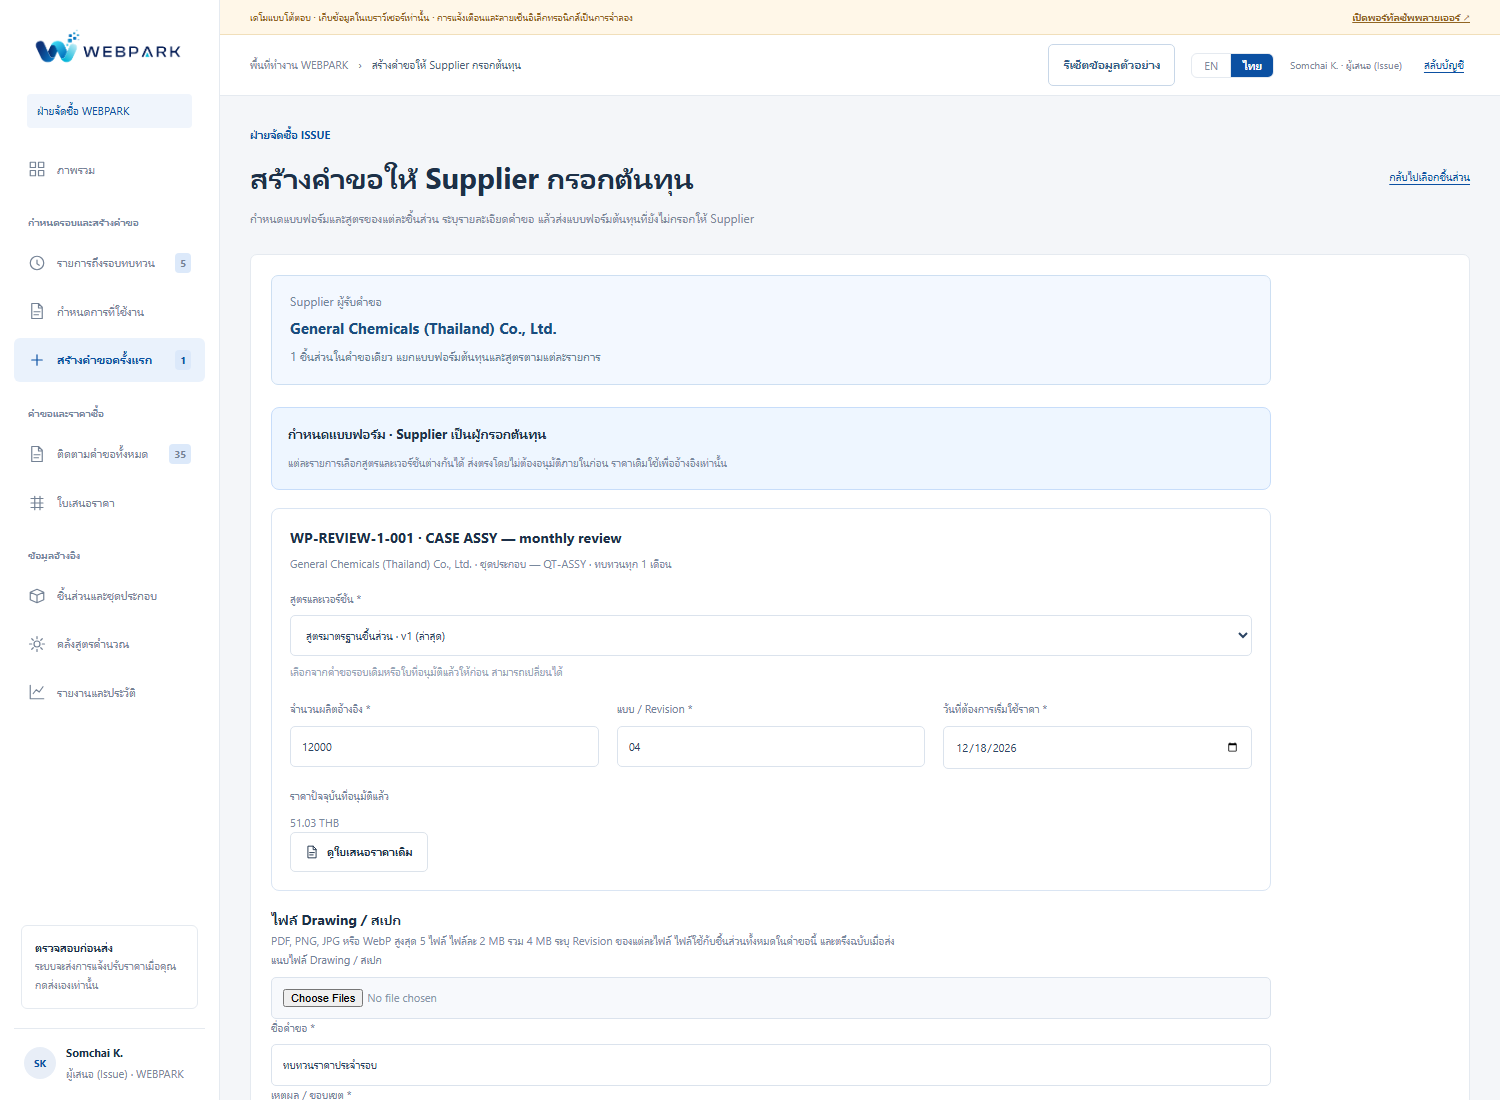 เดโมแบบโต้ตอบ · เก็บข้อมูลในเบราว์เซอร์เท่านั้น · การแจ้งเตือนและลายเซ็นอิเล็กทรอนิกส์เป็นการจำลอง
เปิดพอร์ทัลซัพพลายเออร์ ↗
WEBPARK
พื้นที่ทำงาน WEBPARK › สร้างคำขอให้ Supplier กรอกต้นทุน
รีเซ็ตข้อมูลตัวอย่าง
EN ไทย
Somchai K. · ผู้เสนอ (Issue)
สลับบัญชี
ฝ่ายจัดซื้อ WEBPARK
ภาพรวม
กำหนดรอบและสร้างคำขอ
รายการถึงรอบทบทวน 5
กำหนดการที่ใช้งาน
สร้างคำขอครั้งแรก 1
คำขอและราคาซื้อ
ติดตามคำขอทั้งหมด 35
ใบเสนอราคา
ข้อมูลอ้างอิง
ชิ้นส่วนและชุดประกอบ
คลังสูตรคำนวณ
รายงานและประวัติ
ตรวจสอบก่อนส่ง
ระบบจะส่งการแจ้งปรับราคาเมื่อคุณ
กดส่งเองเท่านั้น
SK
Somchai K.
ผู้เสนอ (Issue) · WEBPARK
ฝ่ายจัดซื้อ ISSUE
สร้างคำขอให้ Supplier กรอกต้นทุน
กลับไปเลือกชิ้นส่วน
กำหนดแบบฟอร์มและสูตรของแต่ละชิ้นส่วน ระบุรายละเอียดคำขอ แล้วส่งแบบฟอร์มต้นทุนที่ยังไม่กรอกให้ Supplier
Supplier ผู้รับคำขอ
General Chemicals (Thailand) Co., Ltd.
1 ชิ้นส่วนในคำขอเดียว แยกแบบฟอร์มต้นทุนและสูตรตามแต่ละรายการ
กำหนดแบบฟอร์ม · Supplier เป็นผู้กรอกต้นทุน
แต่ละรายการเลือกสูตรและเวอร์ชันต่างกันได้ ส่งตรงโดยไม่ต้องอนุมัติภายในก่อน ราคาเดิมใช้เพื่ออ้างอิงเท่านั้น
WP-REVIEW-1-001 · CASE ASSY — monthly review
General Chemicals (Thailand) Co., Ltd. · ชุดประกอบ — QT-ASSY · ทบทวนทุก 1 เดือน
สูตรและเวอร์ชัน *
สูตรมาตรฐานชิ้นส่วน · v1 (ล่าสุด)
เลือกจากคำขอรอบเดิมหรือใบที่อนุมัติแล้วให้ก่อน สามารถเปลี่ยนได้
จำนวนผลิตอ้างอิง *
แบบ / Revision *
วันที่ต้องการเริ่มใช้ราคา *
12000
04
12/18/2026
ราคาปัจจุบันที่อนุมัติแล้ว
51.03 THB
ดูใบเสนอราคาเดิม
ไฟล์ Drawing / สเปก
PDF, PNG, JPG หรือ WebP สูงสุด 5 ไฟล์ ไฟล์ละ 2 MB รวม 4 MB ระบุ Revision ของแต่ละไฟล์ ไฟล์ใช้กับชิ้นส่วนทั้งหมดในคำขอนี้ และตรึงฉบับเมื่อส่ง
แนบไฟล์ Drawing / สเปก
Choose Files No file chosen
ชื่อคำขอ *
ทบทวนราคาประจำรอบ
เหตุผล / ขอบเขต *